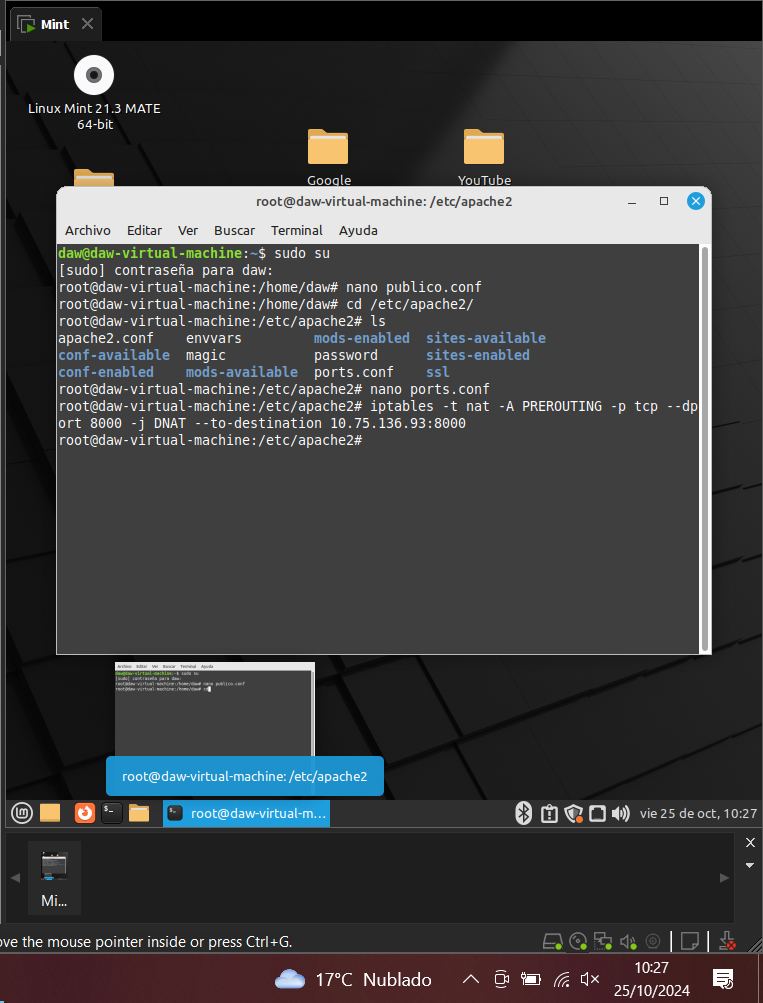 Mint
Linux Mint 21.3 MATE
64-bit
Google
YouTube
root@daw-virtual-machine: /etc/apache2
Archivo Editar Ver Buscar Terminal Ayuda
daw@daw-virtual-machine:~$ sudo su
[sudo] contraseña para daw:
root@daw-virtual-machine:/home/daw# nano publico.conf
root@daw-virtual-machine:/home/daw# cd /etc/apache2/
root@daw-virtual-machine:/etc/apache2# ls
apache2.conf envvars mods-enabled sites-available
conf-available magic password sites-enabled
conf-enabled mods-available ports.conf ssl
root@daw-virtual-machine:/etc/apache2# nano ports.conf
root@daw-virtual-machine:/etc/apache2# iptables -t nat -A PREROUTING -p tcp --dp
ort 8000 -j DNAT --to-destination 10.75.136.93:8000
root@daw-virtual-machine:/etc/apache2#
Archivo Editar Ver Buscar Terminal Ayuda
daw@daw-virtual-machine:~$ sudo su
[sudo] contraseña para daw:
root@daw-virtual-machine:/home/daw# nano publico.conf
root@daw-virtual-machine:/home/daw# cd
root@daw-virtual-machine: /etc/apache2
root@daw-virtual-m...
vie 25 de oct, 10:27
Mi...
ove the mouse pointer inside or press Ctrl+G.
17°C Nublado
10:27
25/10/2024